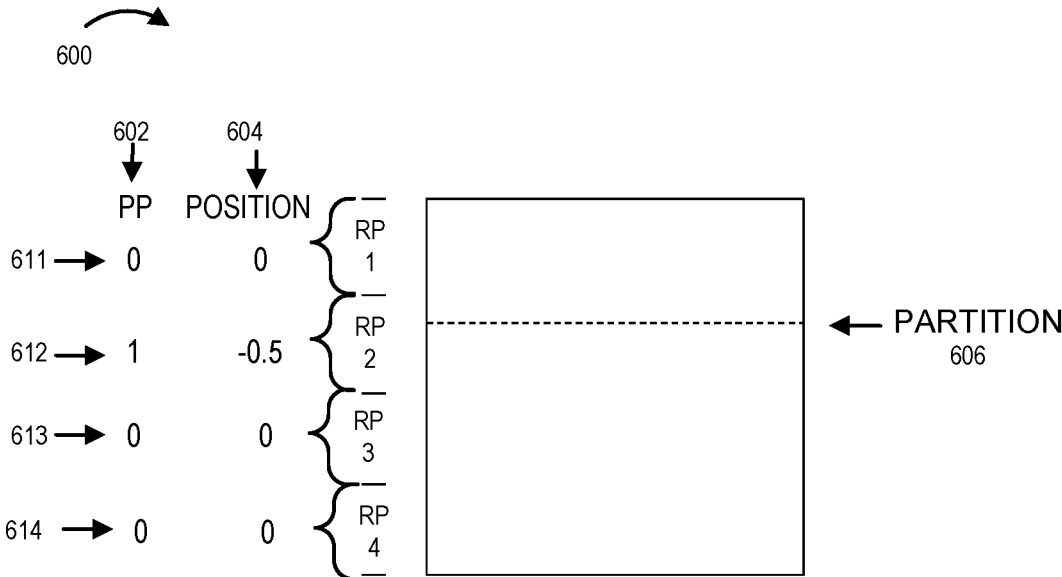 600
602 604
PP POSITION
611 0 0 RP 1
612 1 -0.5 RP 2
PARTITION
606
613 0 0 RP 3
614 0 0 RP 4